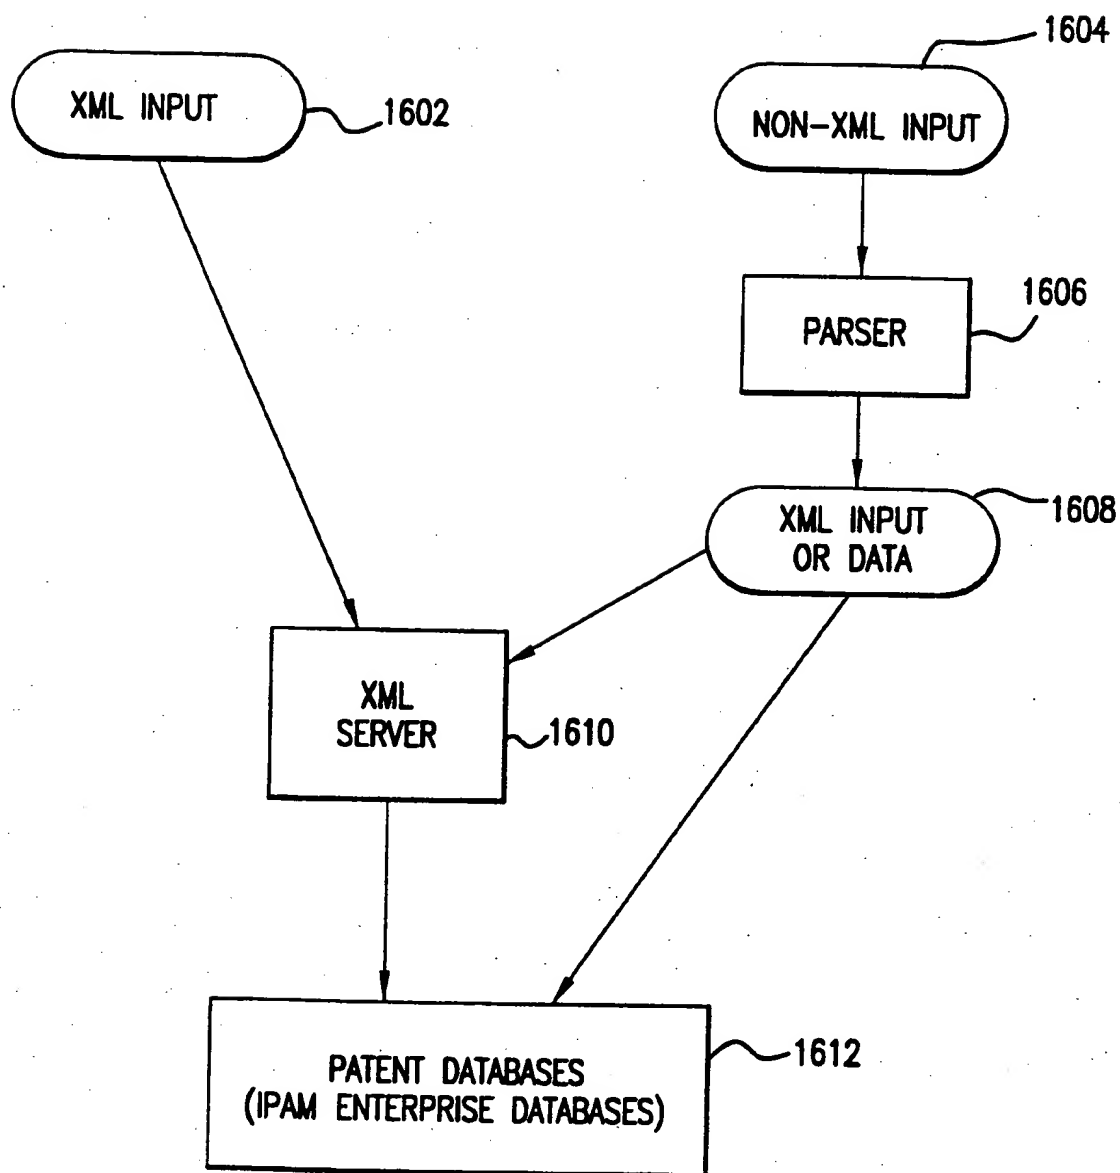 1604
XML INPUT
1602
NON-XML INPUT
1606
PARSER
1608
XML INPUT
OR DATA
XML
SERVER
1610
1612
PATENT DATABASES
(IPAM ENTERPRISE DATABASES)